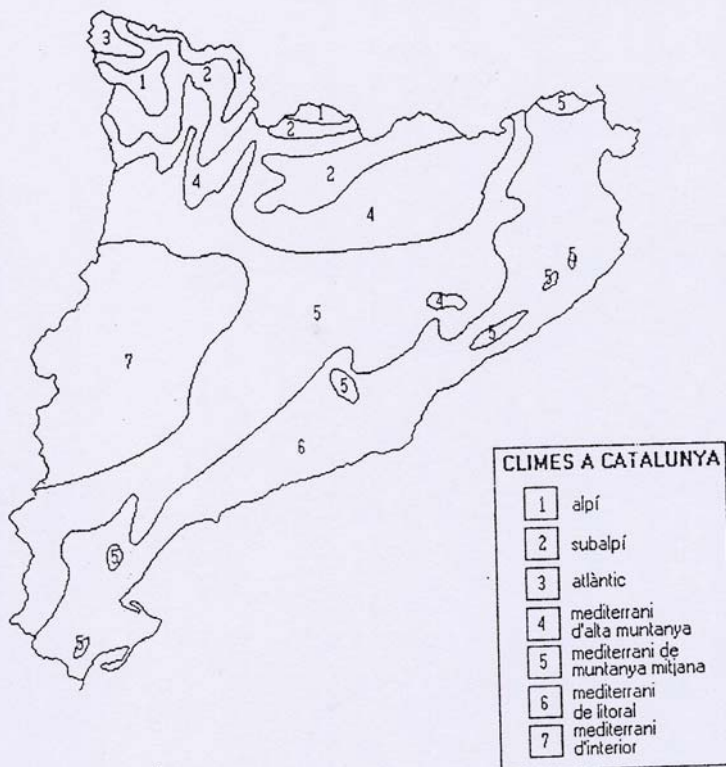 3
1
2
1
1
2
5
2
4
4
5
5
5
4
5
7
5
6
5
5
CLIMES A CATALUNYA
1 alpí
2 subalpí
3 atlàntic
4 mediterrani
d'alta muntanya
5 mediterrani de
muntanya mitjana
6 mediterrani
de litoral
7 mediterrani
d'interior